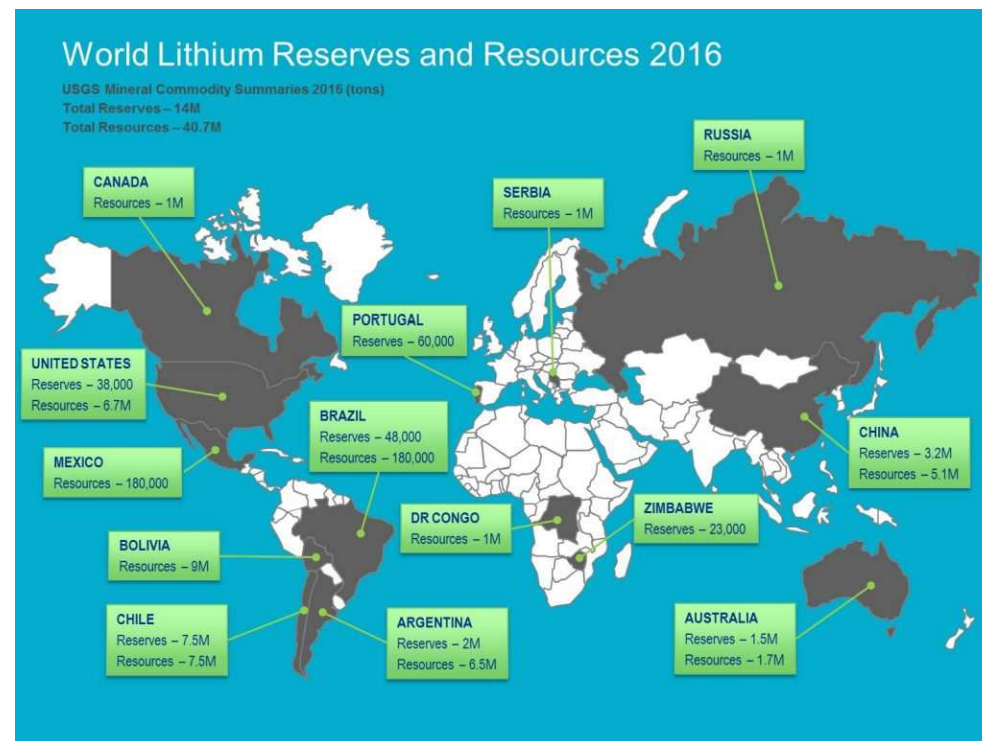 World Lithium Reserves and Resources 2016
USGS Mineral Commodity Summaries 2016 (tons)
Total Reserves – 14M
Total Resources – 40.7M
RUSSIA
Resources – 1M
CANADA
Resources – 1M
SERBIA
Resources – 1M
PORTUGAL
Reserves – 60,000
UNITED STATES
Reserves – 38,000
Resources – 6.7M
BRAZIL
Reserves – 48,000
Resources – 180,000
CHINA
Reserves – 3.2M
Resources – 5.1M
MEXICO
Resources – 180,000
DR CONGO
Resources – 1M
ZIMBABWE
Reserves – 23,000
BOLIVIA
Resources – 9M
CHILE
Reserves – 7.5M
Resources – 7.5M
ARGENTINA
Reserves – 2M
Resources – 6.5M
AUSTRALIA
Reserves – 1.5M
Resources – 1.7M